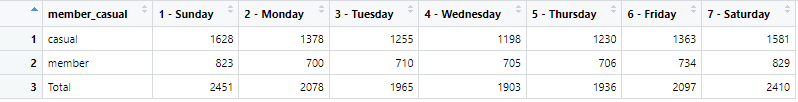 member_casual 1 - Sunday 2 - Monday 3 - Tuesday 4 - Wednesday 5 - Thursday 6 - Friday 7 - Saturday
1 casual 1628 1378 1255 1198 1230 1363 1581
2 member 823 700 710 705 706 734 829
3 Total 2451 2078 1965 1903 1936 2097 2410